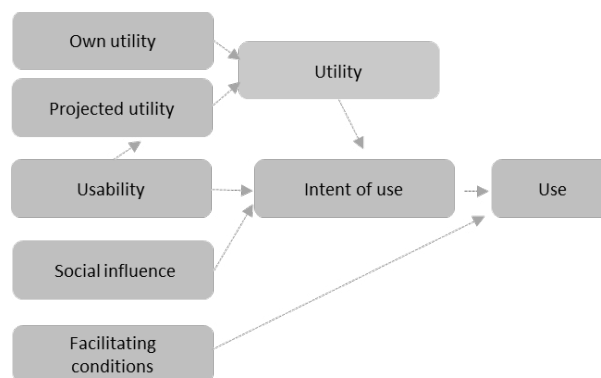 Own utility
Utility
Projected utility
Usability
Intent of use
Use
Social influence
Facilitating
conditions